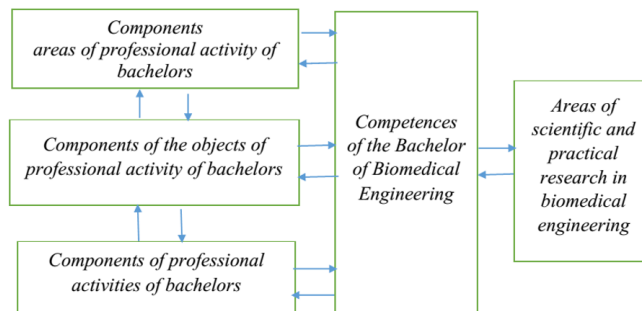 Components
areas of professional activity of
bachelors
Components of the objects of
professional activity of bachelors
Components of professional
activities of bachelors
Competences
of the Bachelor
of Biomedical
Engineering
Areas of
scientific and
practical
research in
biomedical
engineering